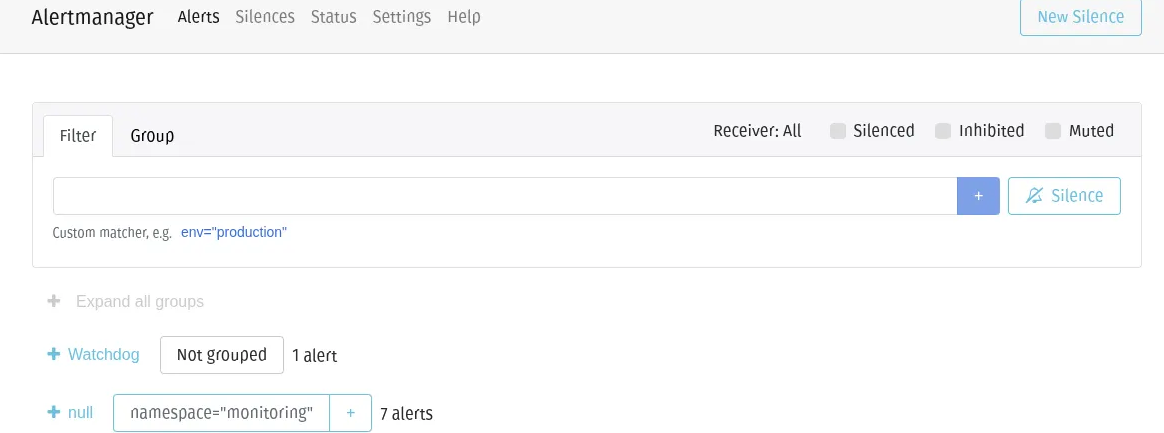 Alertmanager Alerts Silences Status Settings Help New Silence
Filter Group Receiver: All Silenced Inhibited Muted
+ Silence
Custom matcher, e.g. env="production"
+ Expand all groups
+ Watchdog Not grouped 1 alert
+ null namespace="monitoring" + 7 alerts